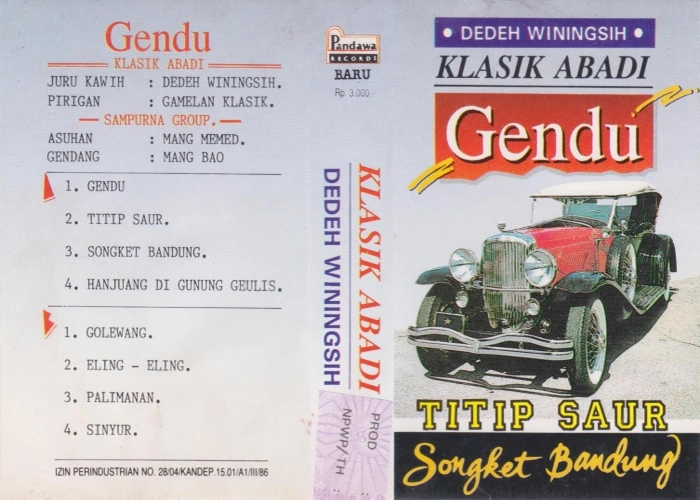 Gendu
KLASIK ABADI
JURU KAWIH : DEDEH WININGSIH.
PIRIGAN : GAMELAN KLASIK.
SAMPURNA GROUP.
ASUHAN : MANG MEMED.
GENDANG : MANG BAO
1. GENDU
2. TITIP SAUR.
3. SONGKET BANDUNG.
4. HANJUANG DI GUNUNG GEULIS.
1. GOLEWANG.
2. ELING - ELING.
3. PALIMANAN.
4. SINYUR.
IZIN PERINDUSTRIAN NO. 28/04/KANDEP.15.01/A1/III/86
Pandawa
RECORDS
BARU
Rp. 3.000,-
KLASIK ABADI
DEDEH WININGSIH
PROD
NPWP/TH
• DEDEH WININGSIH •
KLASIK ABADI
Gendu
TITIP SAUR
Songket Bandung